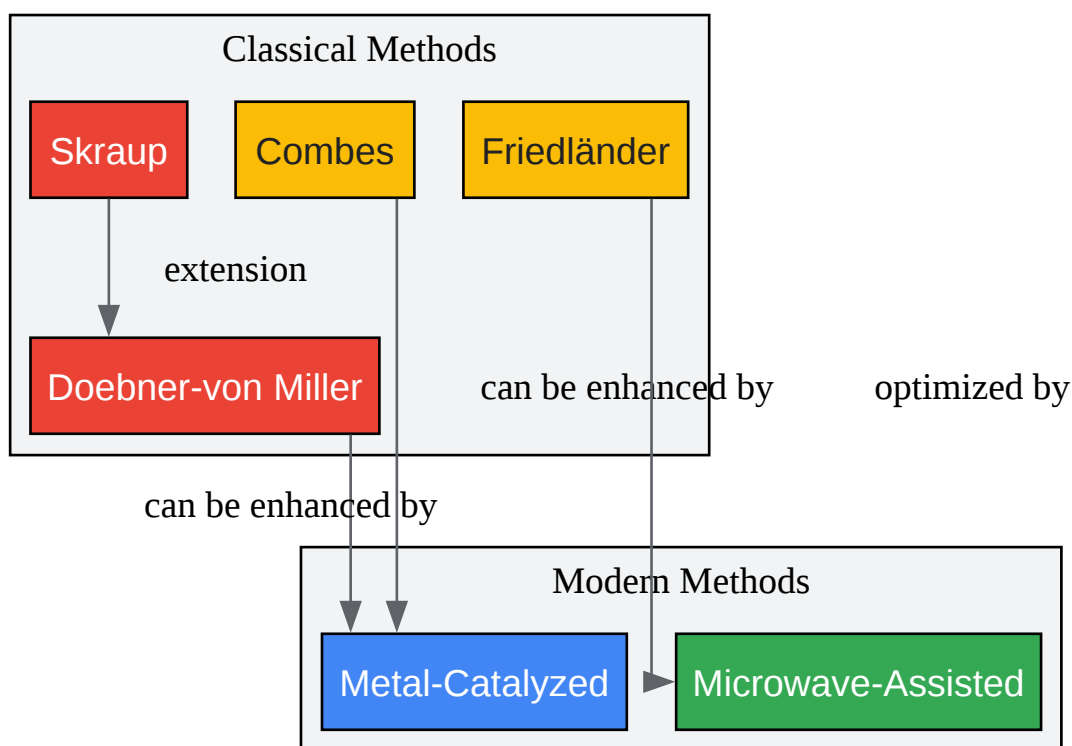 Classical Methods
Skraup
Combes
Friedländer
extension
Doebner-von Miller
can be enhanced by
optimized by
can be enhanced by
Modern Methods
Metal-Catalyzed
Microwave-Assisted